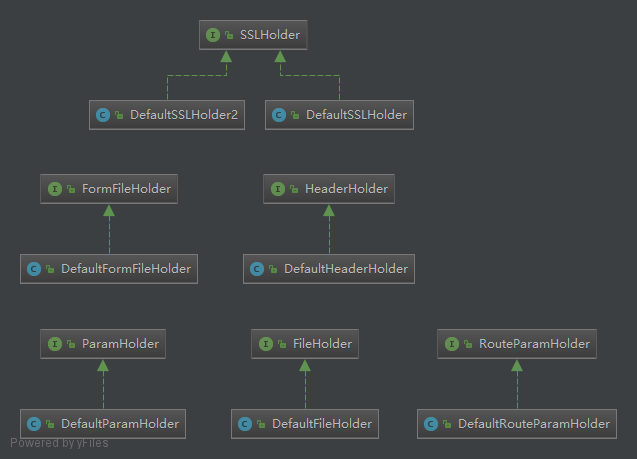 SSLHolder
DefaultSSLHolder2 DefaultSSLHolder
FormFileHolder HeaderHolder
DefaultFormFileHolder DefaultHeaderHolder
ParamHolder FileHolder RouteParamHolder
DefaultParamHolder DefaultFileHolder DefaultRouteParamHolder
Powered by yFiles